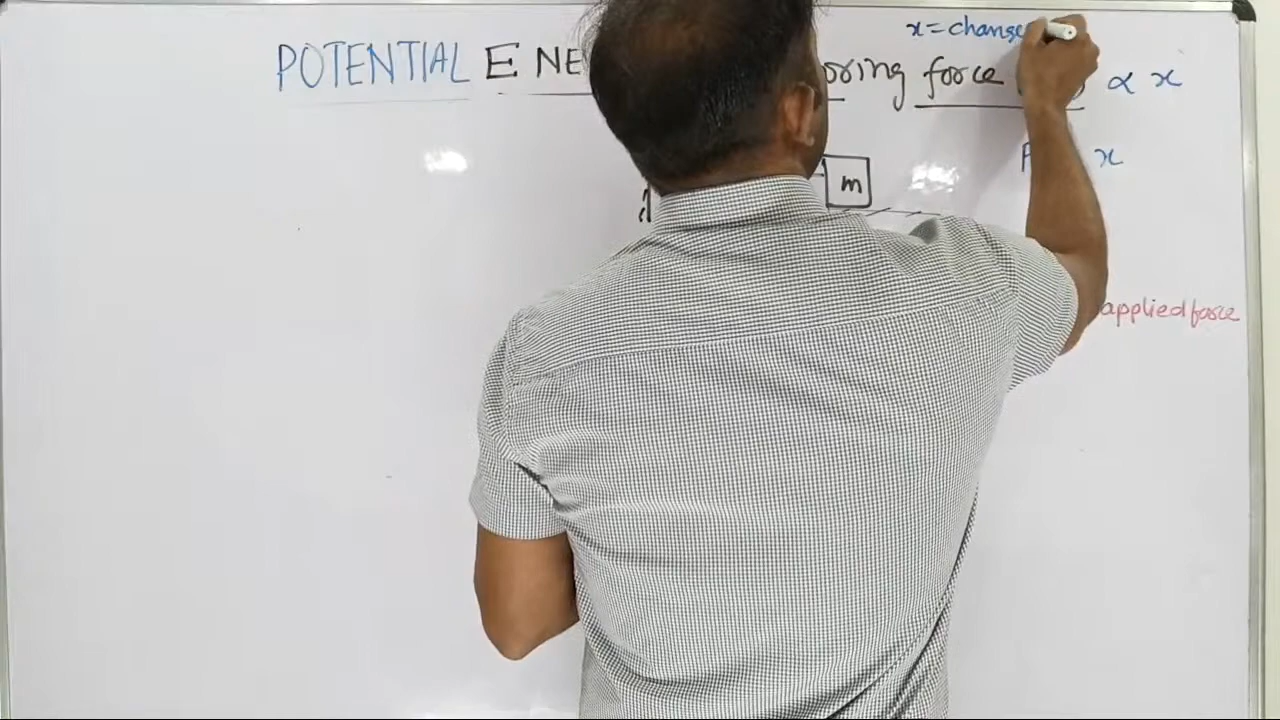 x = change
POTENTIAL ENE
oring force ∝ x
m
F x
applied force